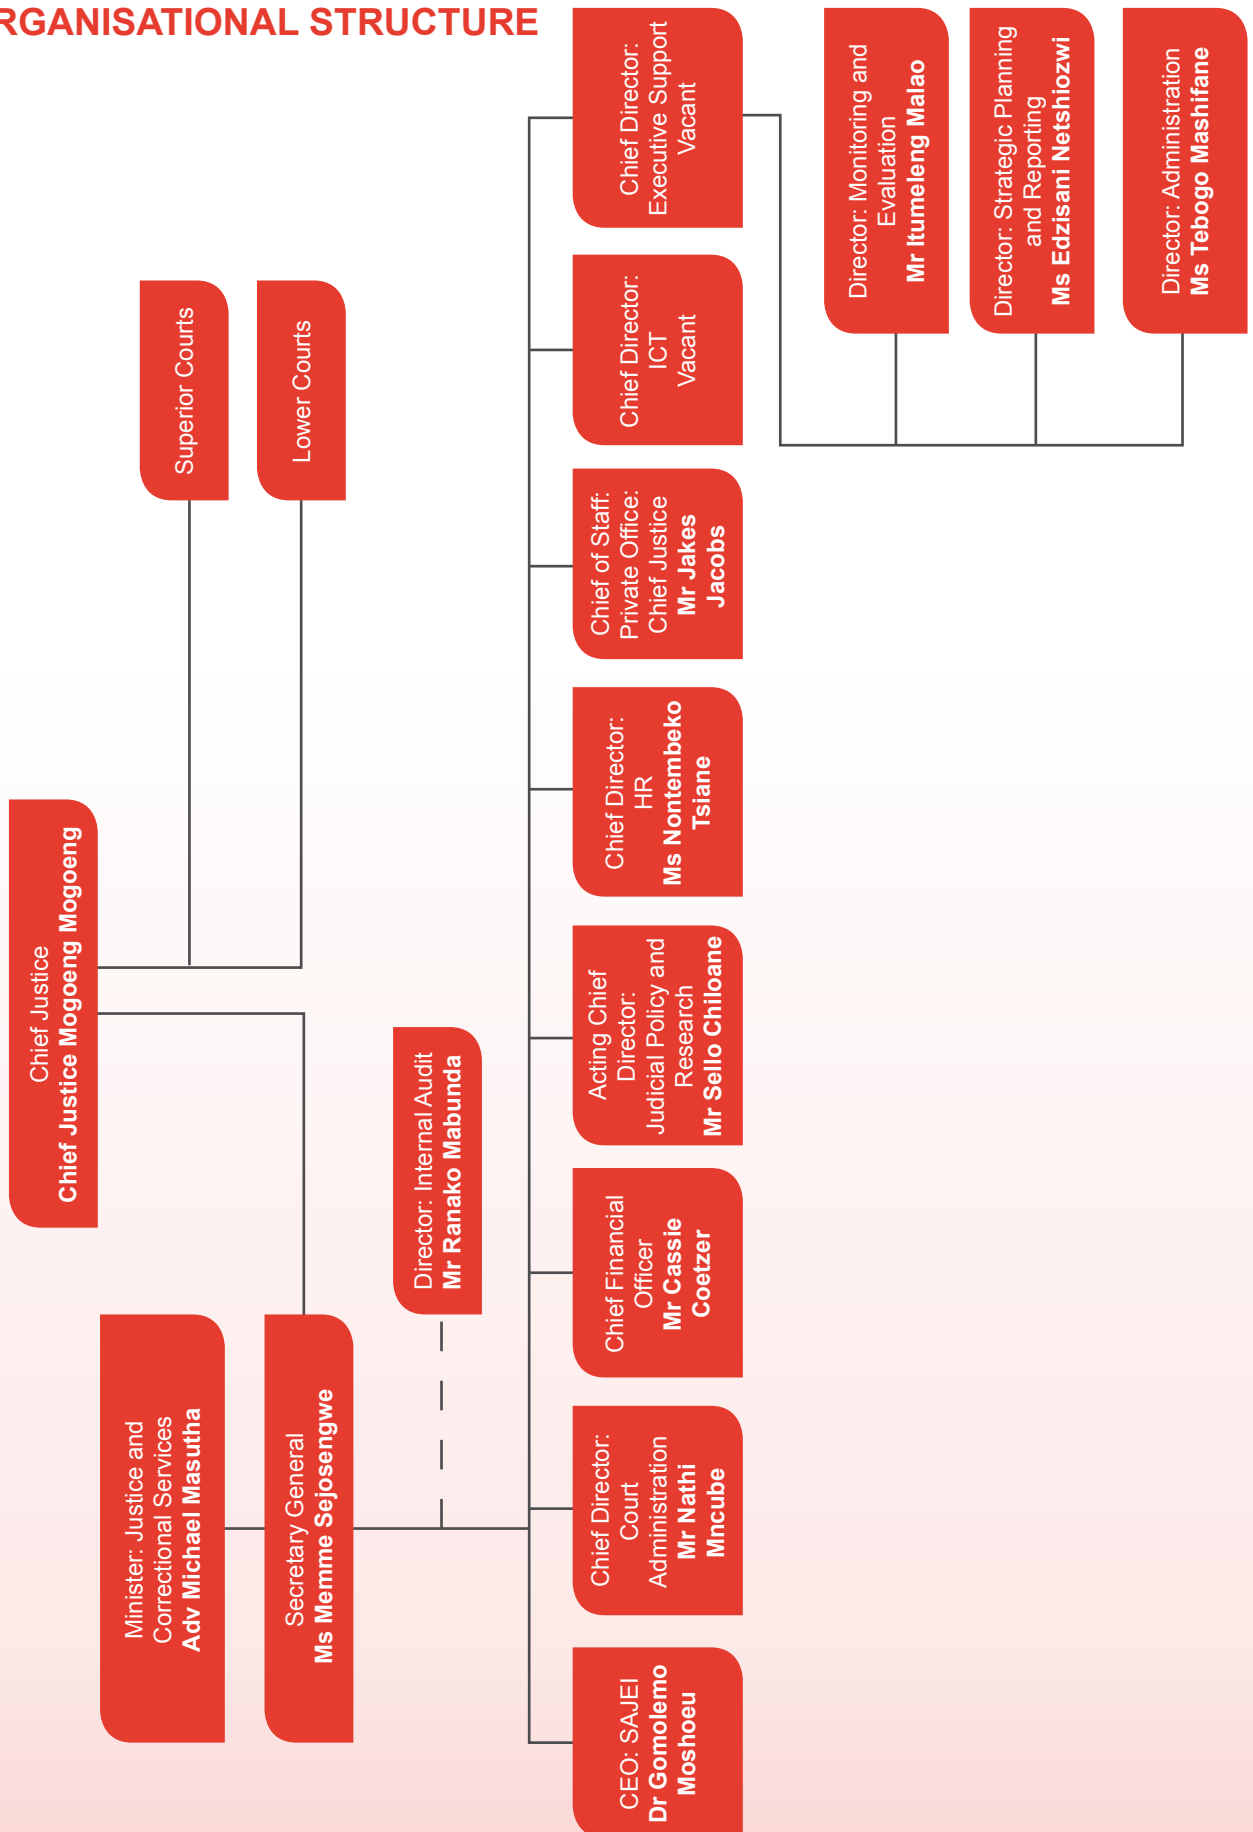 RGANISATIONAL STRUCTURE
Chief Justice
Chief Justice Mogoeng Mogoeng
Superior Courts
Lower Courts
Minister: Justice and
Correctional Services
Adv Michael Masutha
Secretary General
Ms Memme Sejosengwe
Director: Internal Audit
Mr Ranako Mabunda
CEO: SAJEI
Dr Gomolemo
Moshoeu
Chief Director:
Court
Administration
Mr Nathi
Mncube
Chief Financial
Officer
Mr Cassie
Coetzer
Acting Chief
Director:
Judicial Policy and
Research
Mr Sello Chiloane
Chief Director:
HR
Ms Nontembeko
Tsiane
Chief of Staff:
Private Office:
Chief Justice
Mr Jakes
Jacobs
Chief Director:
ICT
Vacant
Chief Director:
Executive Support
Vacant
Director: Monitoring and
Evaluation
Mr Itumeleng Malao
Director: Strategic Planning
and Reporting
Ms Edzisani Netshiozwi
Director: Administration
Ms Tebogo Mashifane